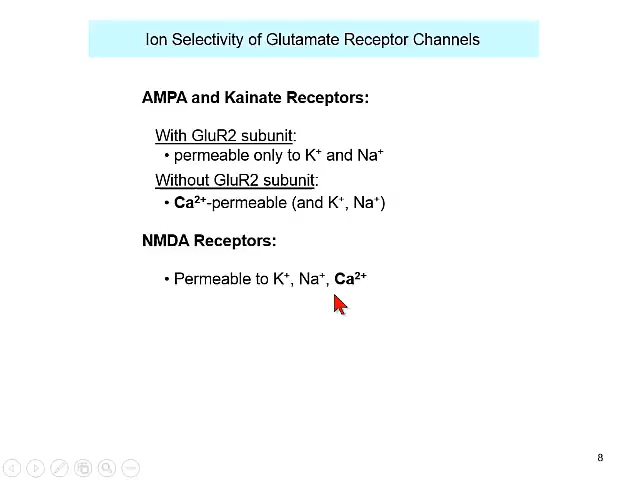 Ion Selectivity of Glutamate Receptor Channels
AMPA and Kainate Receptors:
With GluR2 subunit:
• permeable only to K⁺ and Na⁺
Without GluR2 subunit:
• Ca²⁺-permeable (and K⁺, Na⁺)
NMDA Receptors:
• Permeable to K⁺, Na⁺, Ca²⁺
8